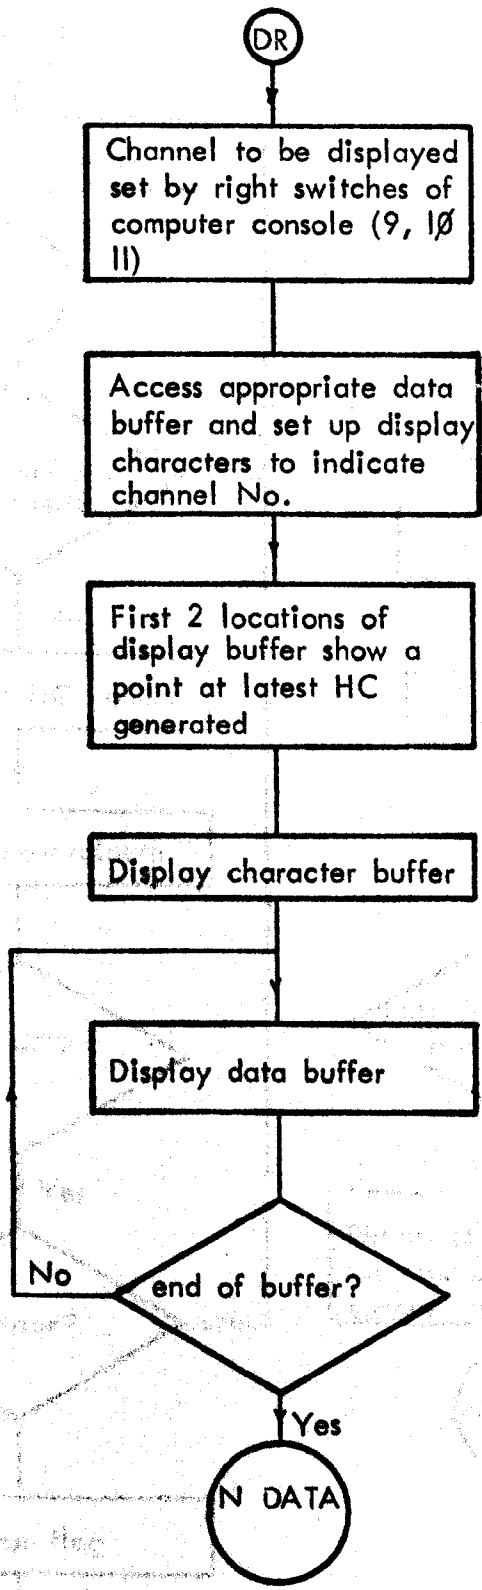 DR
Channel to be displayed
set by right switches of
computer console (9, 1Ø
11)
Access appropriate data
buffer and set up display
characters to indicate
channel No.
First 2 locations of
display buffer show a
point at latest HC
generated
Display character buffer
Display data buffer
end of buffer?
No
Yes
N DATA